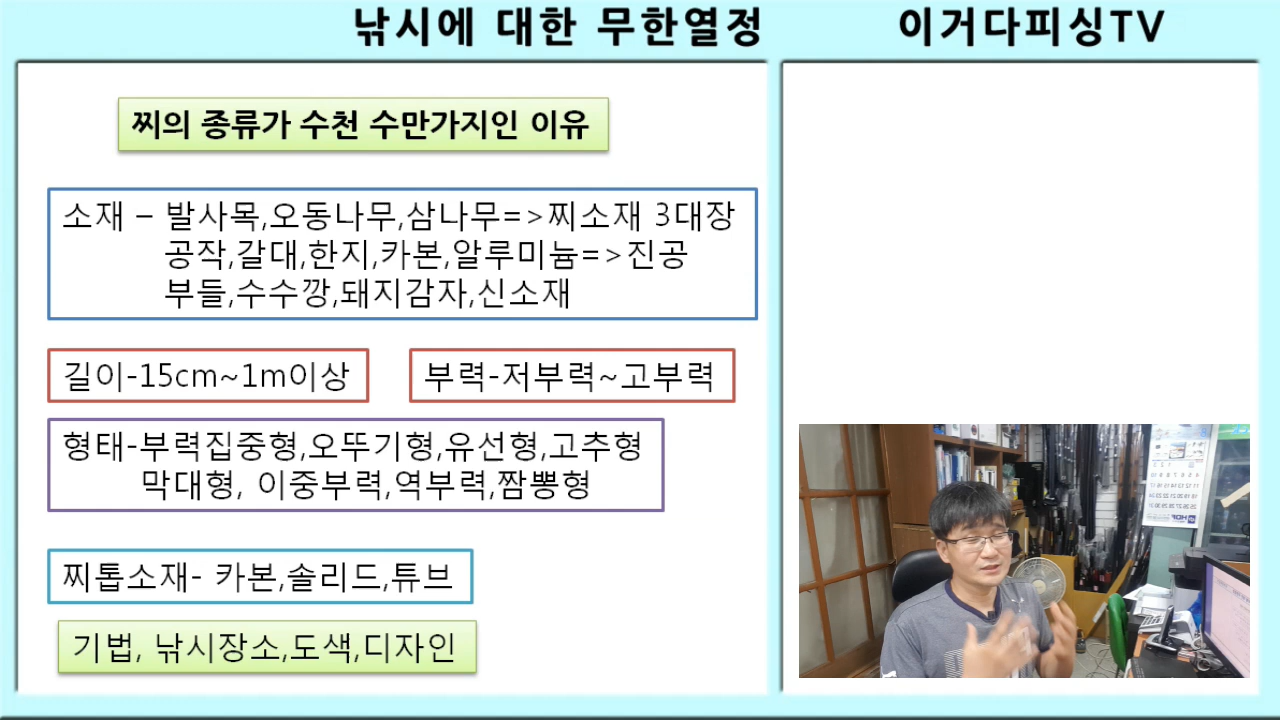 낚시에 대한 무한열정
이거다피싱TV
찌의 종류가 수천 수만가지인 이유
소재 – 발사목,오동나무,삼나무=>찌소재 3대장
공작,갈대,한지,카본,알루미늄=>진공
부들,수수깡,돼지감자,신소재
길이-15cm~1m이상
부력-저부력~고부력
형태-부력집중형,오뚜기형,유선형,고추형
막대형, 이중부력,역부력,짬뽕형
찌톱소재- 카본,솔리드,튜브
기법, 낚시장소,도색,디자인